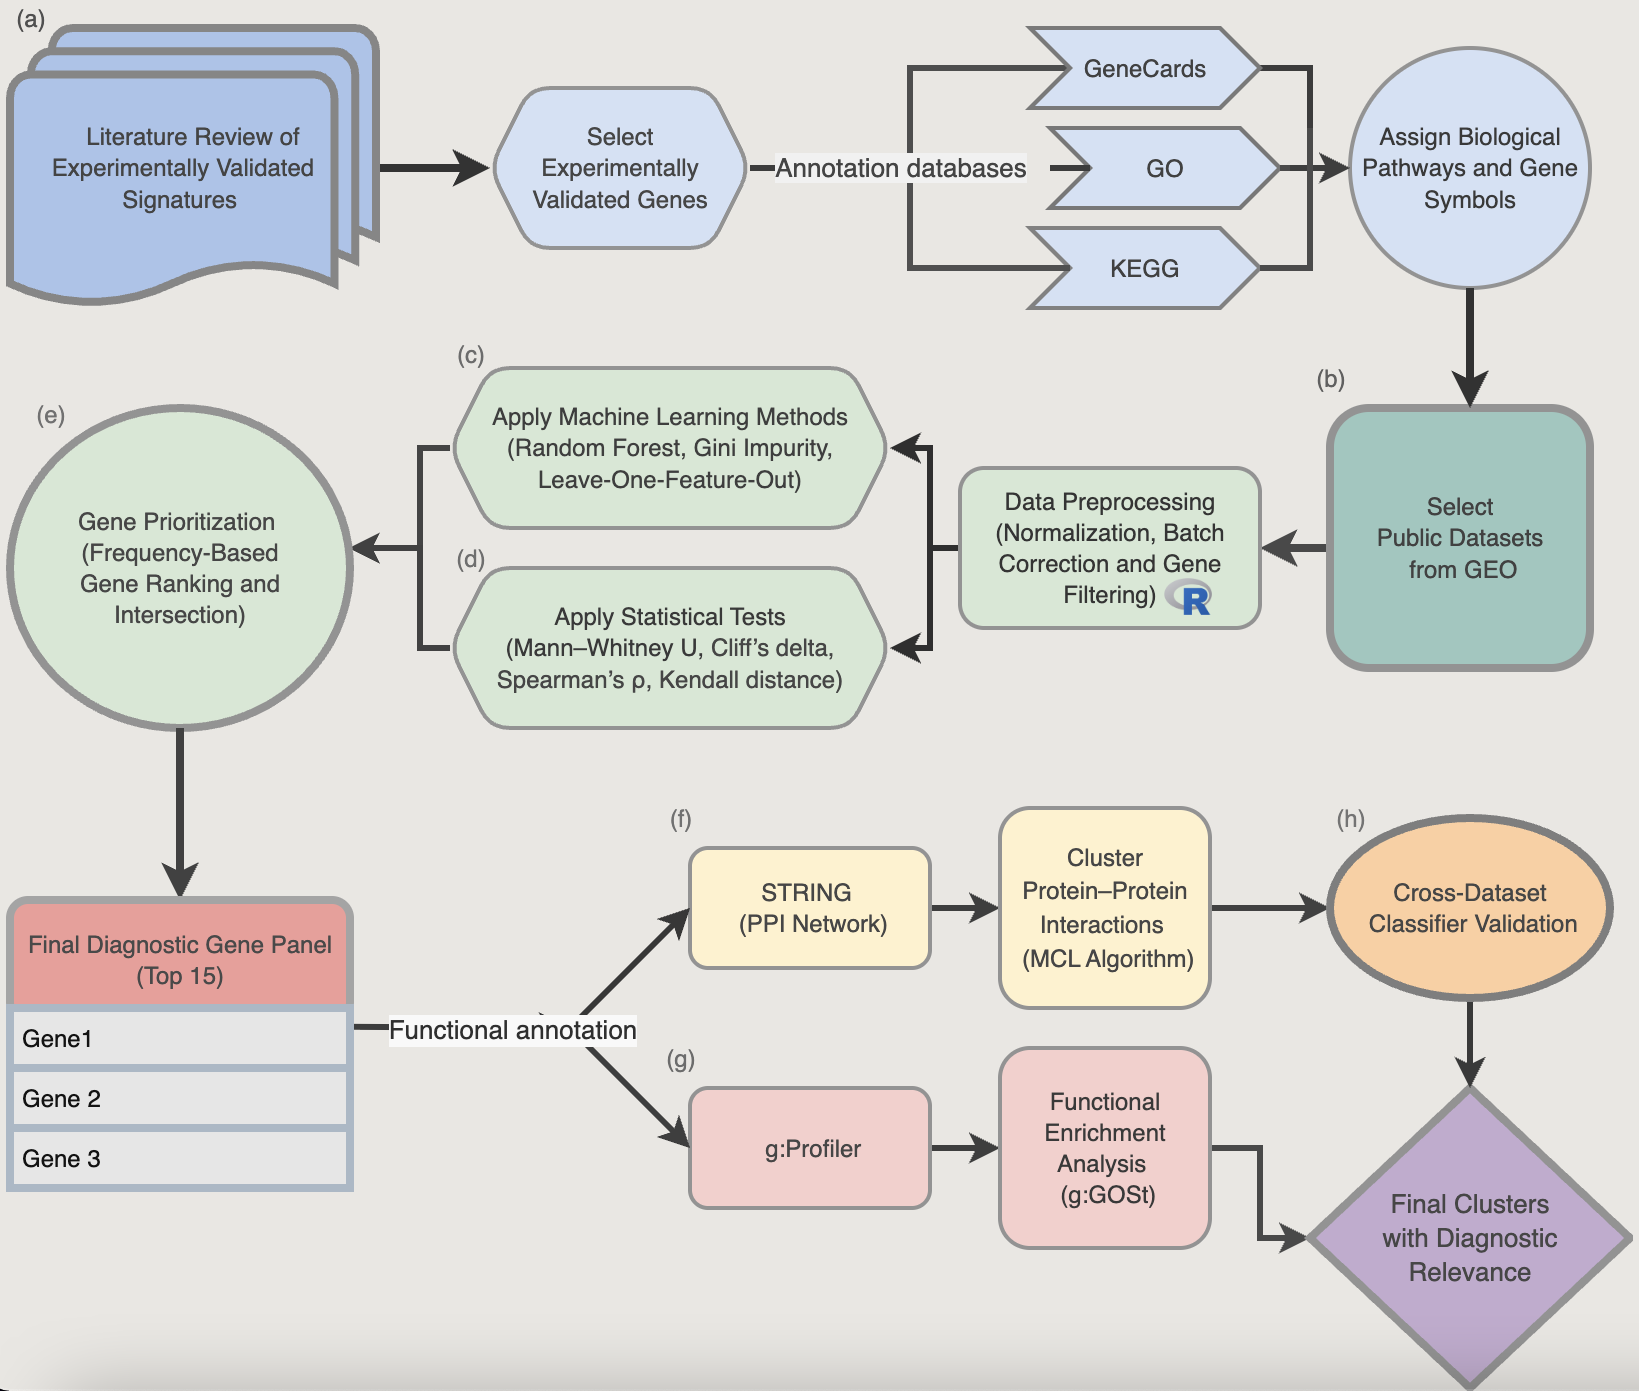 (a)
Literature Review of
Experimentally Validated
Signatures
Select
Experimentally
Validated Genes
Annotation databases
GeneCards
GO
KEGG
Assign Biological
Pathways and Gene
Symbols
(b)
Select
Public Datasets
from GEO
Data Preprocessing
(Normalization, Batch
Correction and Gene
Filtering)
R
(c)
Apply Machine Learning Methods
(Random Forest, Gini Impurity,
Leave-One-Feature-Out)
(d)
Apply Statistical Tests
(Mann–Whitney U, Cliff’s delta,
Spearman’s ρ, Kendall distance)
(e)
Gene Prioritization
(Frequency-Based
Gene Ranking and
Intersection)
Final Diagnostic Gene Panel
(Top 15)
Gene1
Gene 2
Gene 3
Functional annotation
(f)
STRING
(PPI Network)
Cluster
Protein–Protein
Interactions
(MCL Algorithm)
(g)
g:Profiler
Functional
Enrichment
Analysis
(g:GOSt)
(h)
Cross-Dataset
Classifier Validation
Final Clusters
with Diagnostic
Relevance